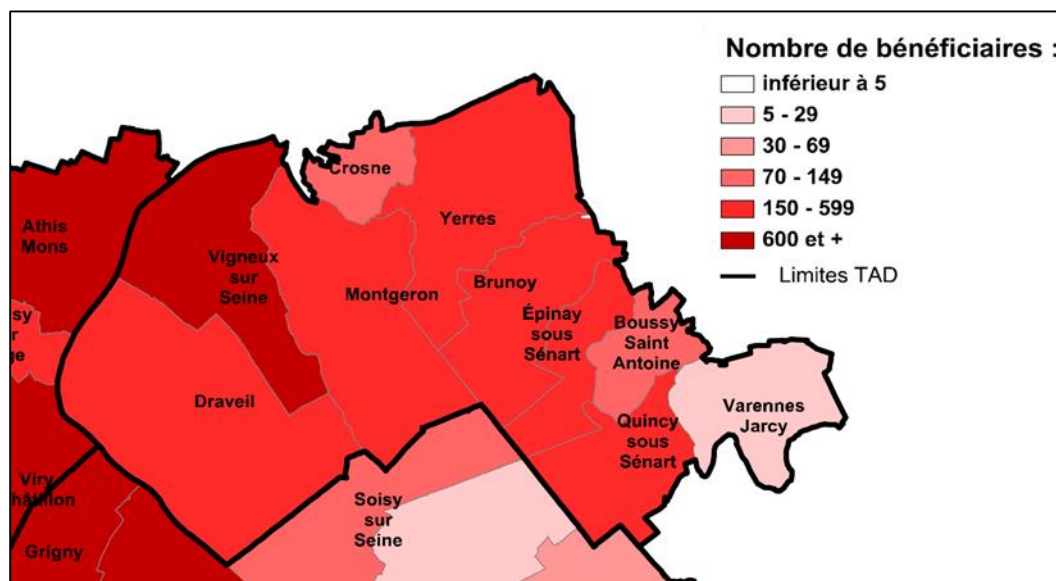 Nombre de bénéficiaires :
inférieur à 5
5 - 29
30 - 69
70 - 149
150 - 599
600 et +
Limites TAD
Crosne
Athis
Mons
Yerres
Vigneux
sur
Seine
Montgeron
Brunoy
Épinay
sous
Sénart
Boussy
Saint
Antoine
Draveil
Varennes
Jarcy
Quincy
sous
Sénart
Viry
Soisy
sur
Seine
Grigny